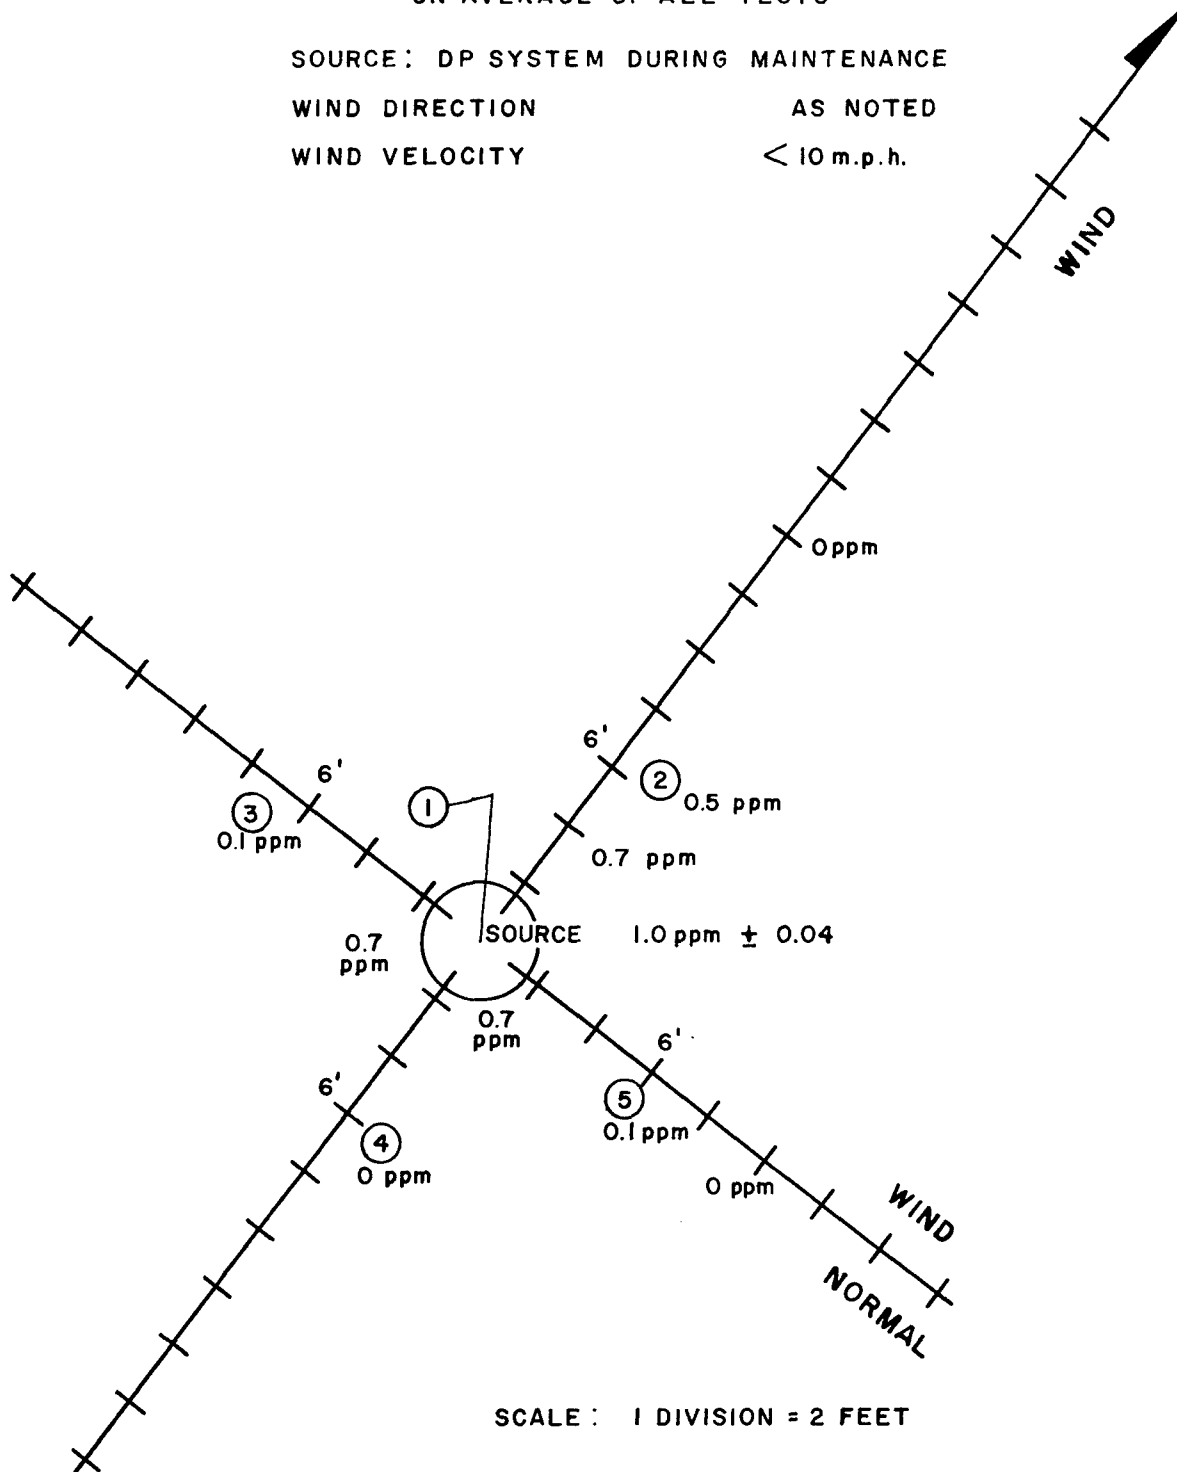 SOURCE: DP SYSTEM DURING MAINTENANCE
WIND DIRECTION AS NOTED
WIND VELOCITY < 10 m.p.h.
WIND
0 ppm
6'
2
0.5 ppm
6'
1
3
0.1 ppm
0.7 ppm
SOURCE 1.0 ppm ± 0.04
0.7
ppm
0.7
ppm
6'
5
0.1 ppm
6'
4
0 ppm
0 ppm
WIND
NORMAL
SCALE: 1 DIVISION = 2 FEET